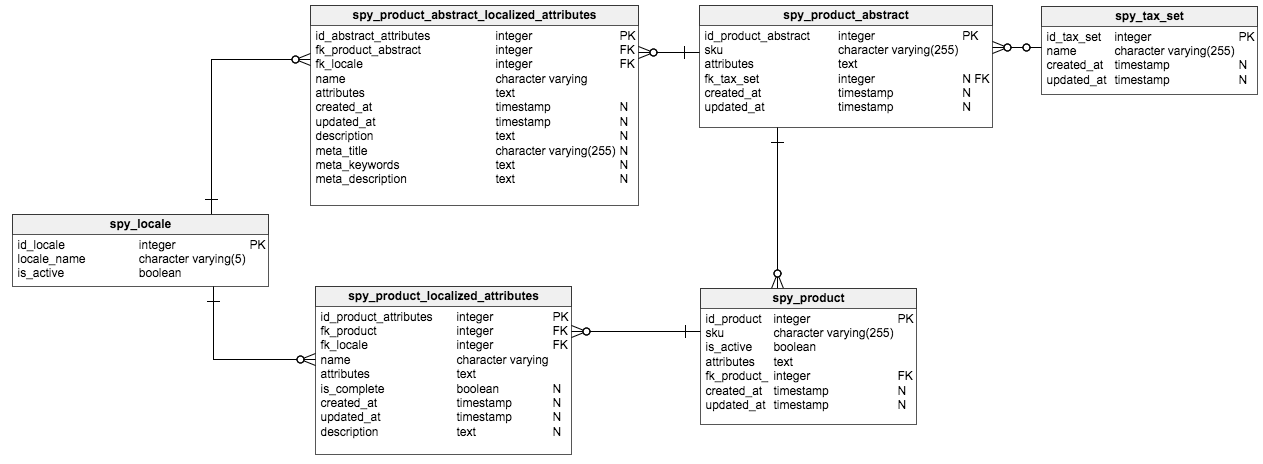 spy_product_abstract_localized_attributes
id_abstract_attributes integer PK
fk_product_abstract integer FK
fk_locale integer FK
name character varying
attributes text
created_at timestamp N
updated_at timestamp N
description text N
meta_title character varying(255) N
meta_keywords text N
meta_description text N
spy_product_abstract
id_product_abstract integer PK
sku character varying(255)
attributes text
fk_tax_set integer N FK
created_at timestamp N
updated_at timestamp N
spy_tax_set
id_tax_set integer PK
name character varying(255)
created_at timestamp N
updated_at timestamp N
spy_locale
id_locale integer PK
locale_name character varying(5)
is_active boolean
spy_product_localized_attributes
id_product_attributes integer PK
fk_product integer FK
fk_locale integer FK
name character varying
attributes text
is_complete boolean N
created_at timestamp N
updated_at timestamp N
description text N
spy_product
id_product integer PK
sku character varying(255)
is_active boolean
attributes text
fk_product_ integer FK
created_at timestamp N
updated_at timestamp N